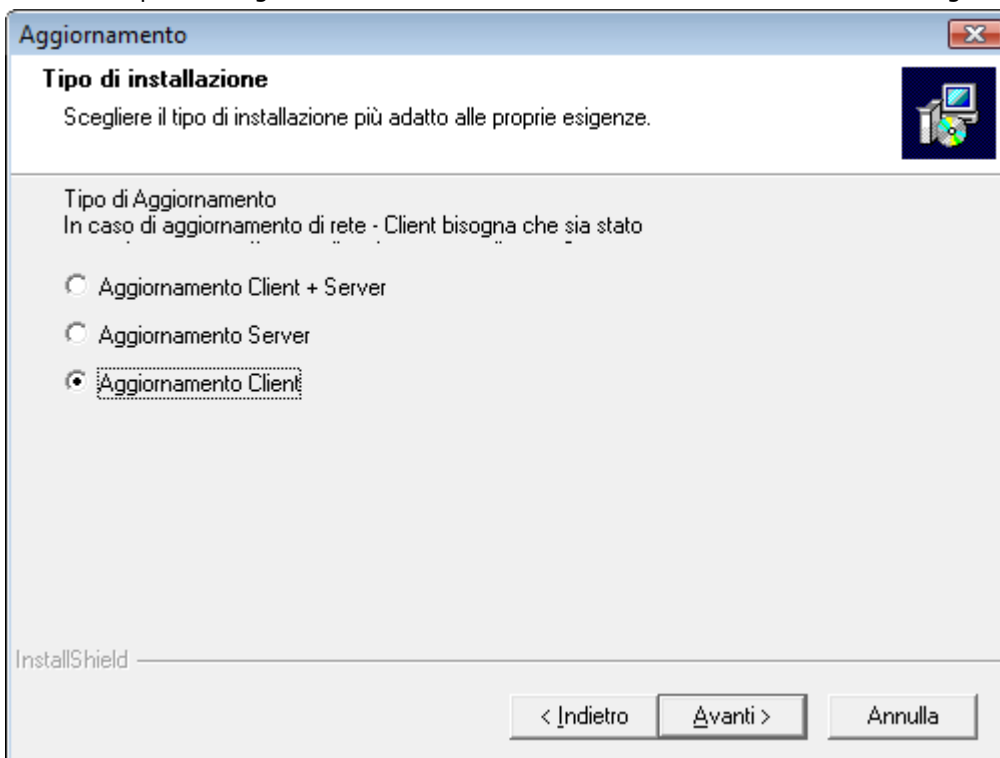 Aggiornamento
Tipo di installazione
Scegliere il tipo di installazione più adatto alle proprie esigenze.
Tipo di Aggiornamento
In caso di aggiornamento di rete - Client bisogna che sia stato
Aggiornamento Client + Server
Aggiornamento Server
Aggiornamento Client
InstallShield
< Indietro
Avanti >
Annulla